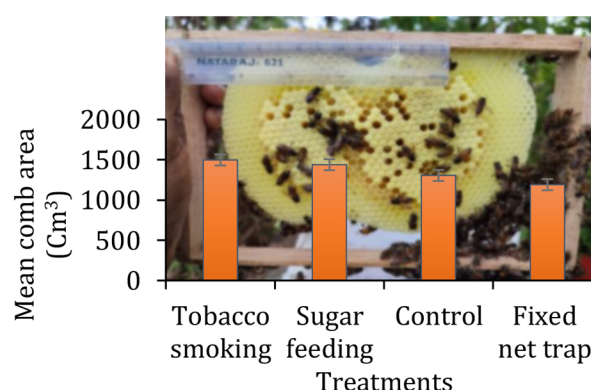 NATARAJ- 621
2000
1500
1000
500
0
Mean comb area
(Cm³)
Tobacco
smoking
Sugar
feeding
Control
Fixed
net trap
Treatments